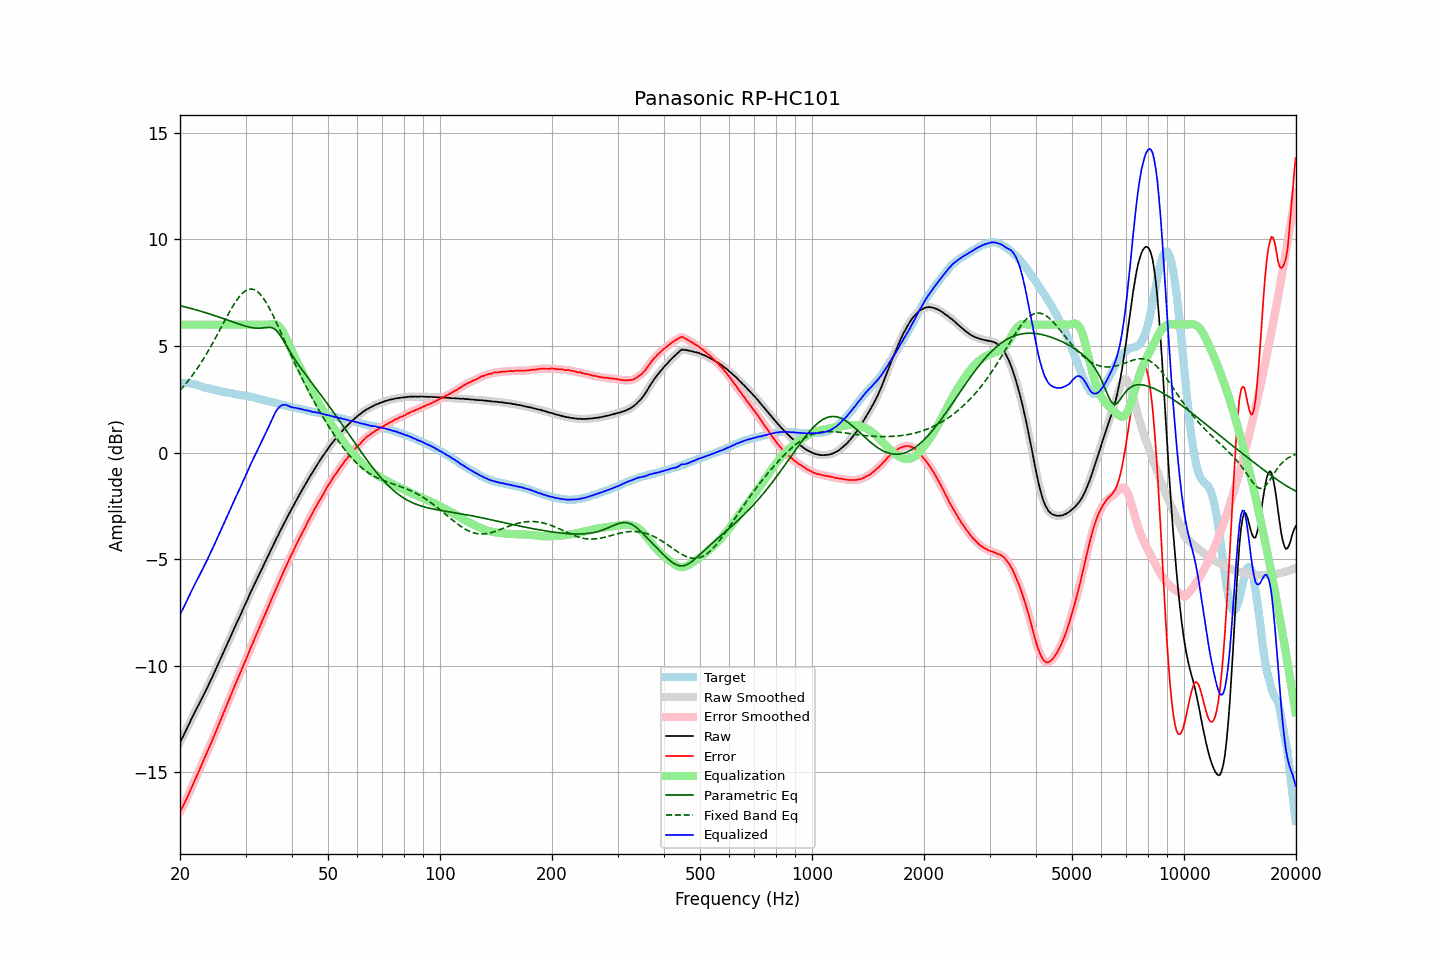 Panasonic RP-HC101
Amplitude (dBr)
15
10
5
0
−5
−10
−15
Target
Raw Smoothed
Error Smoothed
Raw
Error
Equalization
Parametric Eq
Fixed Band Eq
Equalized
20 50 100 200 500 1000 2000 5000 10000 20000
Frequency (Hz)